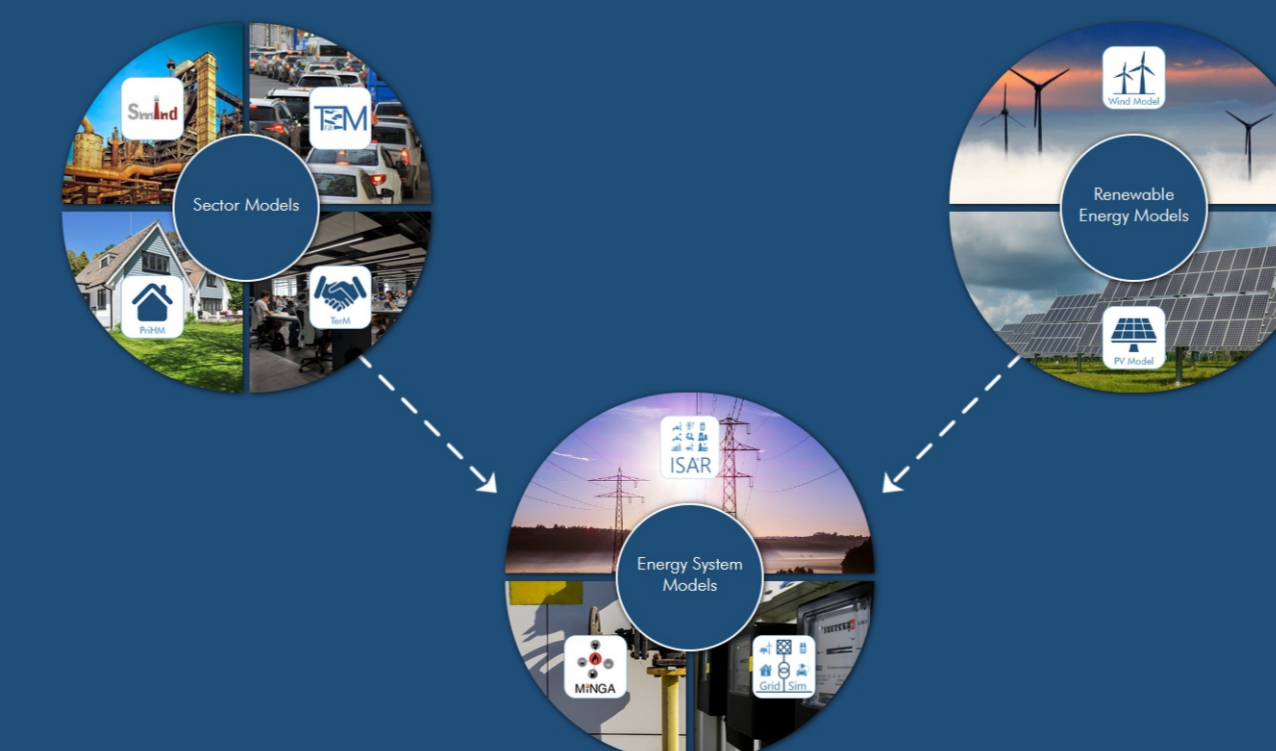 SmInd
TraM
Sector Models
PriHM
TerM
Wind Model
Renewable
Energy Models
PV Model
ISAR
Energy System
Models
MINGA
Grid Sim